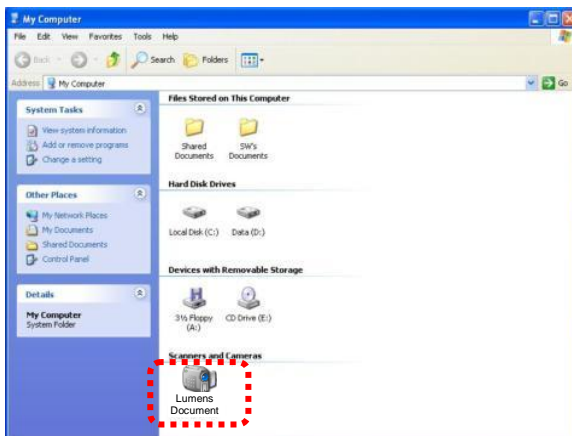 My Computer
File Edit View Favorites Tools Help
Back Search Folders
Address My Computer Go
System Tasks
View system information
Add or remove programs
Change a setting
Other Places
My Network Places
My Documents
Shared Documents
Control Panel
Details
My Computer
System Folder
Files Stored on This Computer
Shared Documents
SW's Documents
Hard Disk Drives
Local Disk (C:) Data (D:)
Devices with Removable Storage
3½ Floppy (A:)
CD Drive (E:)
Scanners and Cameras
Lumens
Document